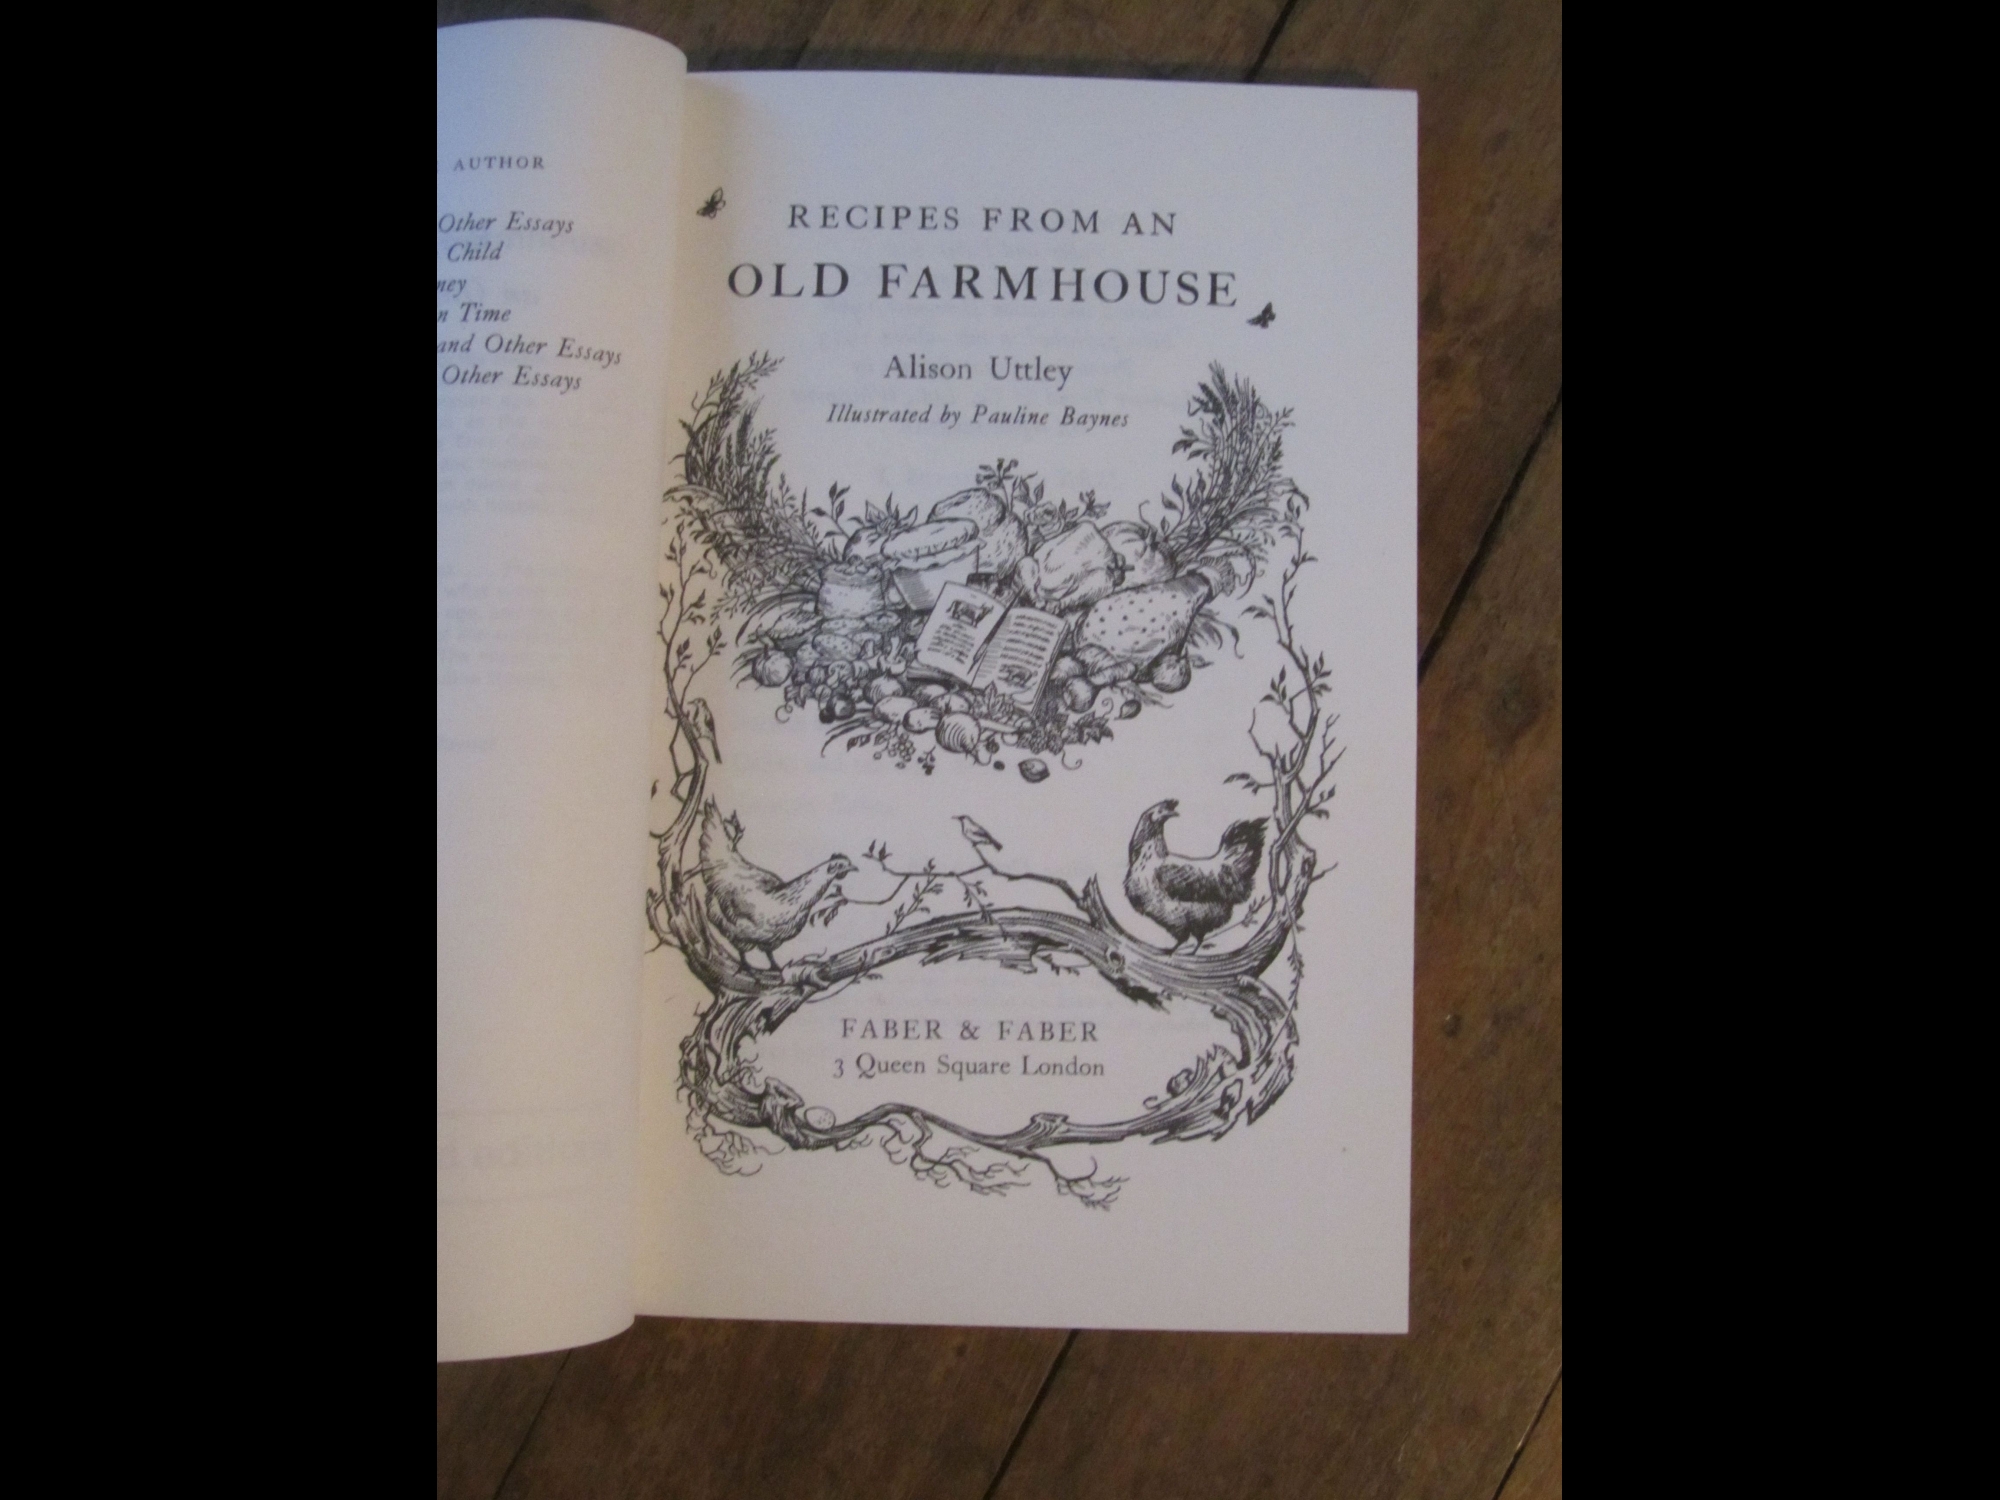 AUTHOR
Other Essays
Child
ney
n Time
and Other Essays
Other Essays
RECIPES FROM AN
OLD FARMHOUSE
Alison Uttley
Illustrated by Pauline Baynes
FABER & FABER
3 Queen Square London